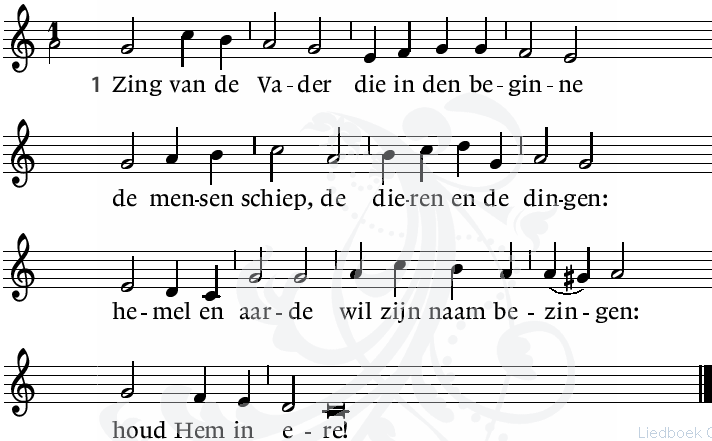 1 Zing van de Va - der die in den be - gin - ne
de men-sen schiep, de die-ren en de din-gen:
he - mel en aar - de wil zijn naam be - zin - gen:
houd Hem in e - re!
Liedboek